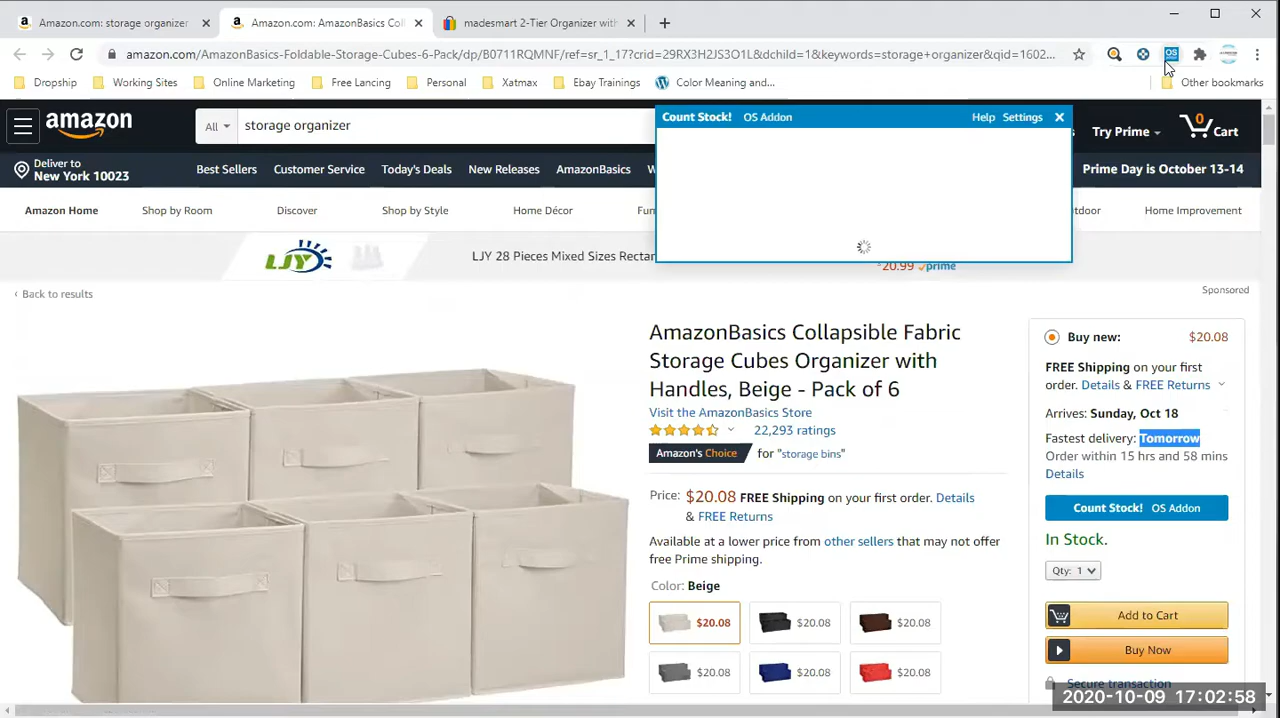 Amazon.com: storage organizer
Amazon.com: AmazonBasics Coll
madesmart 2-Tier Organizer with
amazon.com/AmazonBasics-Foldable-Storage-Cubes-6-Pack/dp/B0711ROMNF/ref=sr_1_17?crid=29RX3H2JS3O1L&dchild=1&keywords=storage+organizer&qid=1602...
OS
Dropship
Working Sites
Online Marketing
Free Lancing
Personal
Xatmax
Ebay Trainings
Color Meaning and...
Other bookmarks
amazon
All
storage organizer
Count Stock! OS Addon
Help Settings
Try Prime
0
Cart
Deliver to
New York 10023
Best Sellers
Customer Service
Today's Deals
New Releases
AmazonBasics
Prime Day is October 13-14
Amazon Home
Shop by Room
Discover
Shop by Style
Home Décor
Home Improvement
LJY
LJY 28 Pieces Mixed Sizes
20.99 prime
‹ Back to results
Sponsored
AmazonBasics Collapsible Fabric
Storage Cubes Organizer with
Handles, Beige - Pack of 6
Visit the AmazonBasics Store
22,293 ratings
Amazon's Choice for "storage bins"
Price: $20.08 FREE Shipping on your first order. Details
& FREE Returns
Available at a lower price from other sellers that may not offer
free Prime shipping.
Color: Beige
$20.08
$20.08
$20.08
$20.08
$20.08
$20.08
Buy new:
$20.08
FREE Shipping on your first
order. Details & FREE Returns
Arrives: Sunday, Oct 18
Fastest delivery: Tomorrow
Order within 15 hrs and 58 mins
Details
Count Stock! OS Addon
In Stock.
Qty: 1
Add to Cart
Buy Now
Secure transaction
2020-10-09 17:02:58